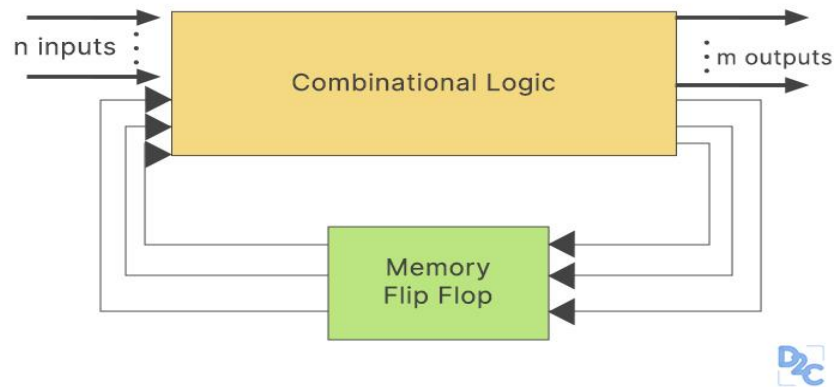 n inputs
Combinational Logic
m outputs
Memory
Flip Flop
D2C